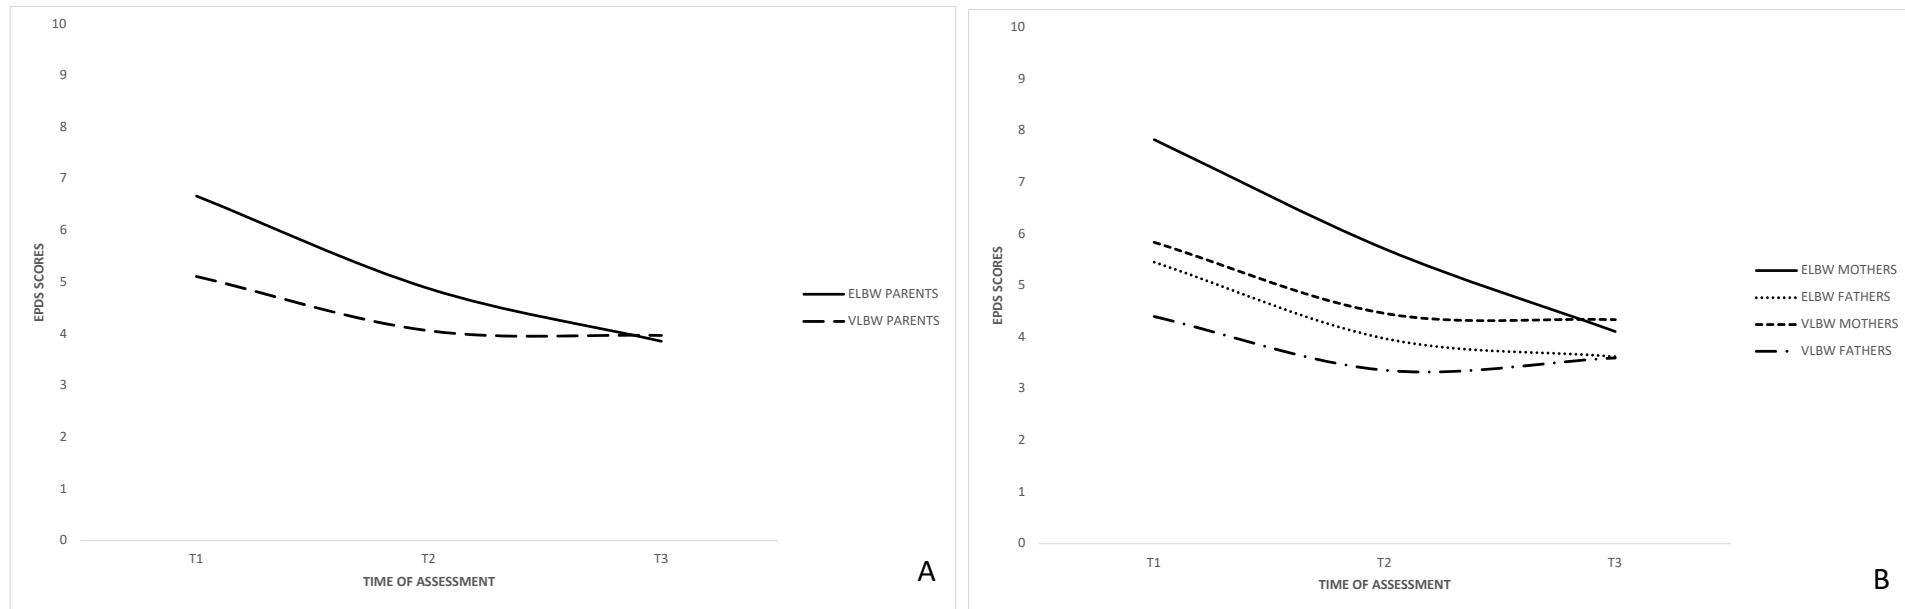 10
9
8
7
6
5
4
3
2
1
0
EPDS SCORES
T1 T2 T3
TIME OF ASSESSMENT
ELBW PARENTS
VLBW PARENTS
A
10
9
8
7
6
5
4
3
2
1
0
EPDS SCORES
T1 T2 T3
TIME OF ASSESSMENT
ELBW MOTHERS
ELBW FATHERS
VLBW MOTHERS
VLBW FATHERS
B